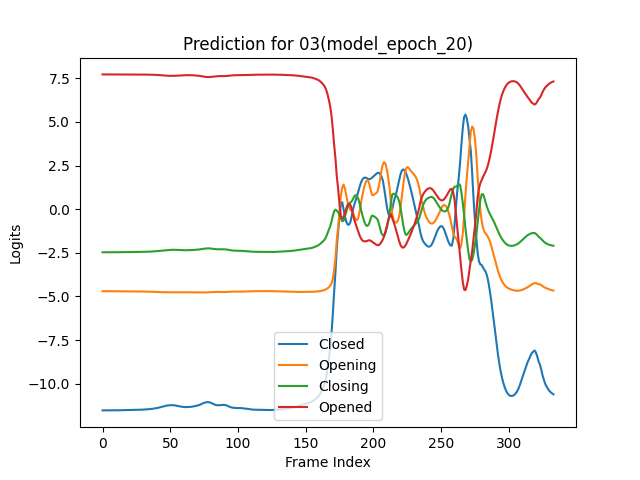 Prediction for 03(model_epoch_20)
Logits
7.5
5.0
2.5
0.0
−2.5
−5.0
−7.5
−10.0
Closed
Opening
Closing
Opened
0 50 100 150 200 250 300
Frame Index